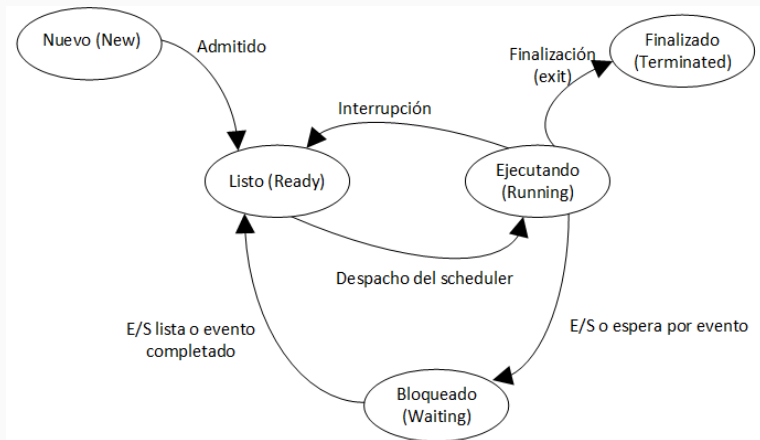 Nuevo (New)
Admitido
Finalización
(exit)
Finalizado
(Terminated)
Interrupción
Listo (Ready)
Ejecutando
(Running)
Despacho del scheduler
E/S lista o evento
completado
E/S o espera por evento
Bloqueado
(Waiting)